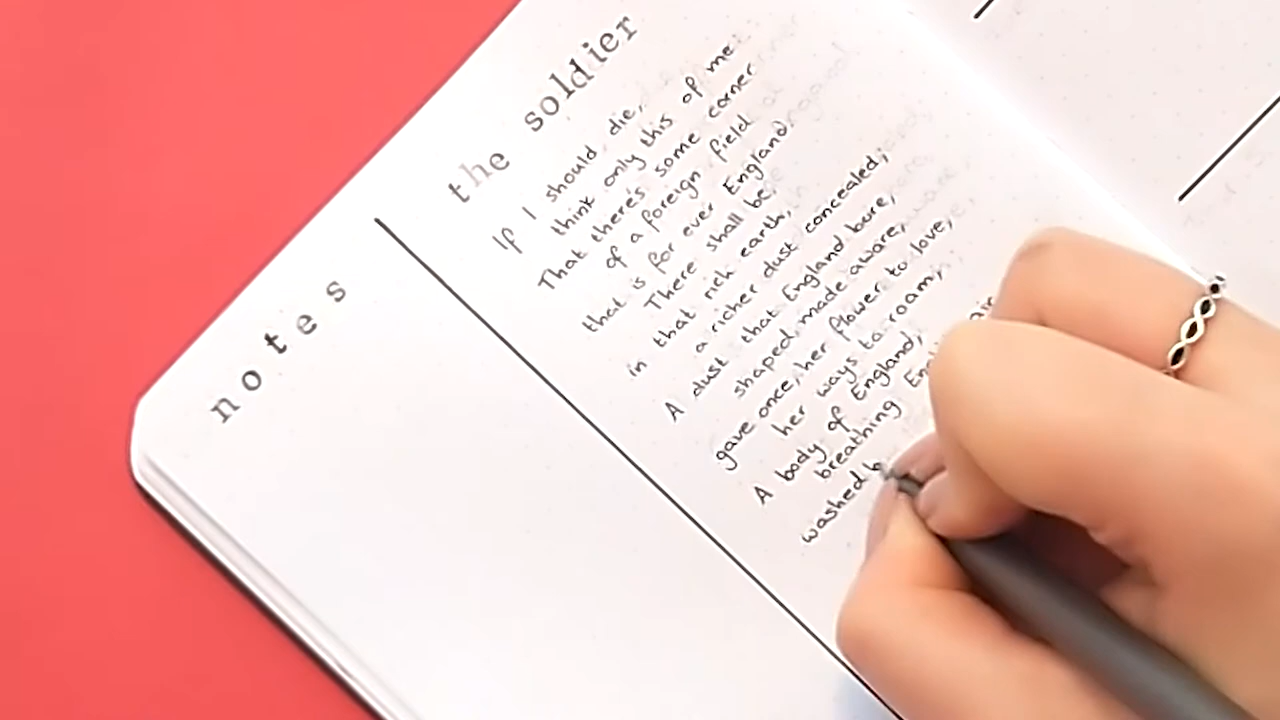 notes
the soldier
If I should die,
think only this of me:
That there's some corner
of a foreign field
that is for ever England.
There shall be
in that rich earth,
a richer dust concealed;
A dust that England bore,
shaped, made aware,
gave once, her flower to love,
her ways to roam,
A body of England,
breathing
washed